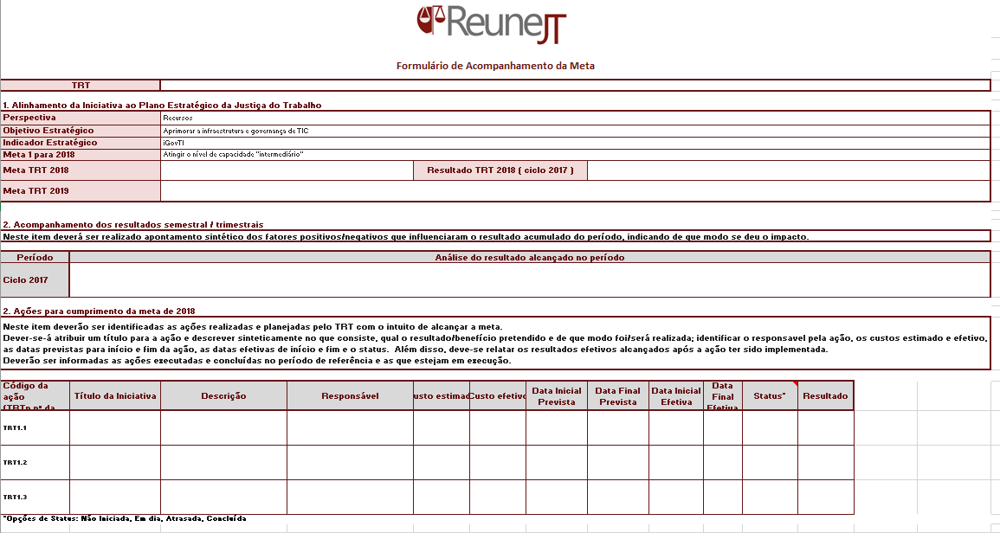 ReuneJT
Formulário de Acompanhamento da Meta
TRT
1. Alinhamento da Iniciativa ao Plano Estratégico da Justiça do Trabalho
Perspectiva Recursos
Objetivo Estratégico Aprimorar a infraestrutura e governança de TIC
Indicador Estratégico iGovTI
Meta 1 para 2018 Atingir o nível de capacidade "intermediário"
Meta TRT 2018 Resultado TRT 2018 ( ciclo 2017 )
Meta TRT 2019
2. Acompanhamento dos resultados semestral / trimestrais
Neste item deverá ser realizado apontamento sintético dos fatores positivos/negativos que influenciaram o resultado acumulado do período, indicando de que modo se deu o impacto.
Período Análise do resultado alcançado no período
Ciclo 2017
2. Ações para cumprimento da meta de 2018
Neste item deverão ser identificadas as ações realizadas e planejadas pelo TRT com o intuito de alcançar a meta.
Dever-se-á atribuir um título para a ação e descrever sinteticamente no que consiste, qual o resultado/benefício pretendido e de que modo foi/será realizada; identificar o responsavel pela ação, os custos estimado e efetivo,
as datas previstas para início e fim da ação, as datas efetivas de início e fim e o status. Além disso, deve-se relatar os resultados efetivos alcançados após a ação ter sido implementada.
Deverão ser informadas as ações executadas e concluídas no período de referência e as que estejam em execução.
Código da
ação
(TRTn nº da
Título da Iniciativa
Descrição
Responsável
usto estimad
Custo efetivo
Data Inicial
Prevista
Data Final
Prevista
Data Inicial
Efetiva
Data
Final
Efetiva
Status*
Resultado
TRT1.1
TRT1.2
TRT1.3
*Opções de Status: Não Iniciada, Em dia, Atrasada, Concluída